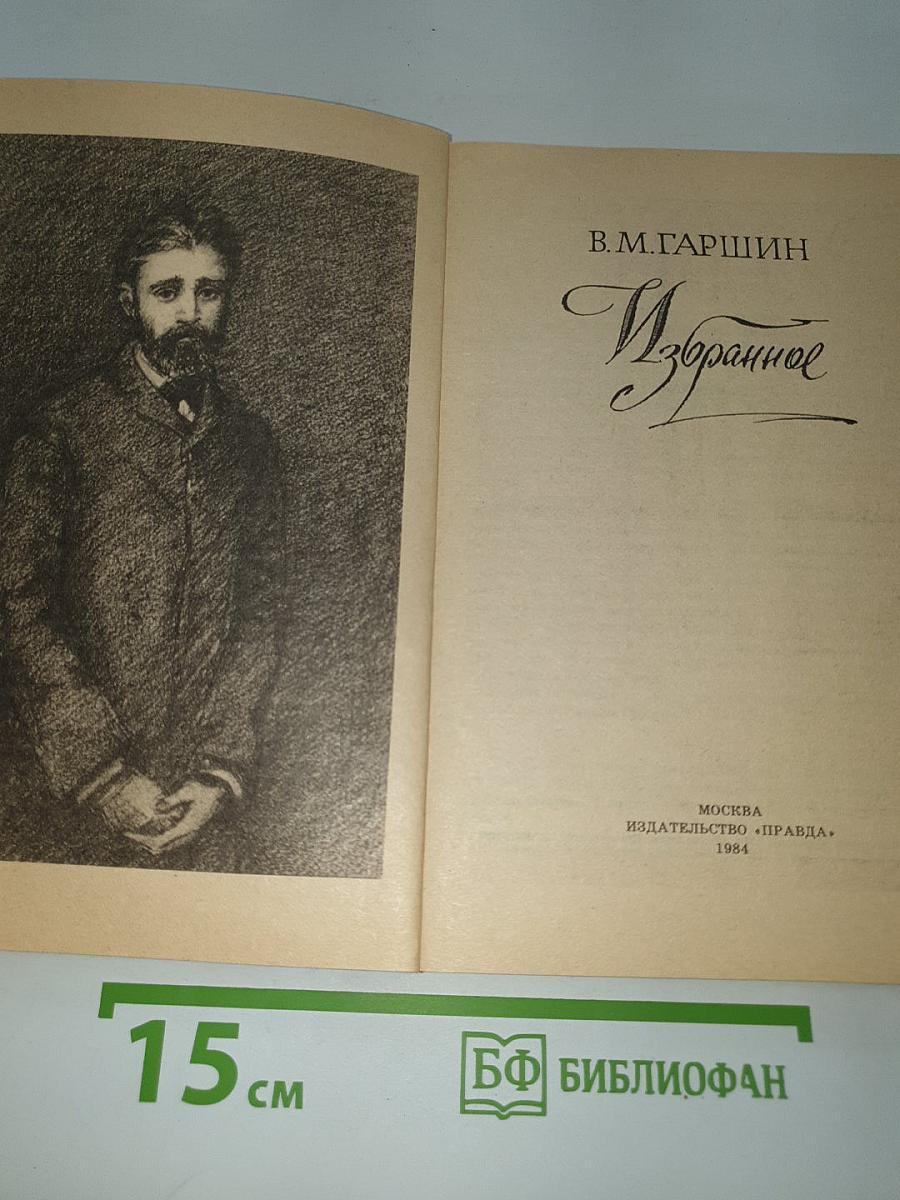 В. М. ГАРШИН
Избранное
МОСКВА
ИЗДАТЕЛЬСТВО «ПРАВДА»
1984
15 см
БФ БИБЛИОФАН